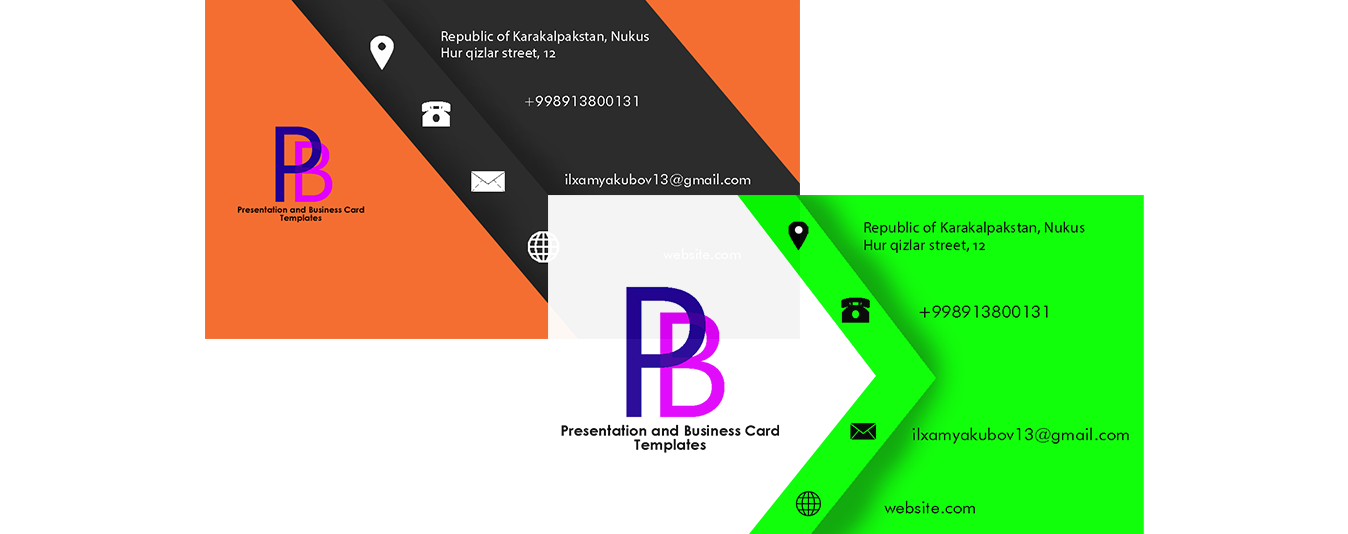 Republic of Karakalpakstan, Nukus
Hur qizlar street, 12
+998913800131
ilxamyakubov13@gmail.com
website.com
PB
Presentation and Business Card
Templates
Republic of Karakalpakstan, Nukus
Hur qizlar street, 12
+998913800131
ilxamyakubov13@gmail.com
website.com
PB
Presentation and Business Card
Templates